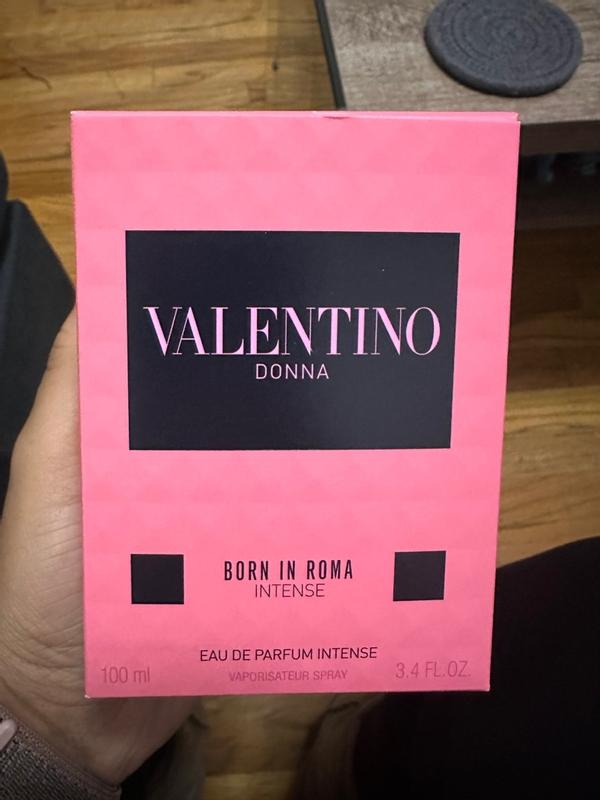 VALENTINO
DONNA
BORN IN ROMA
INTENSE
EAU DE PARFUM INTENSE
100 ml VAPORISATEUR SPRAY 3.4 FL.OZ.